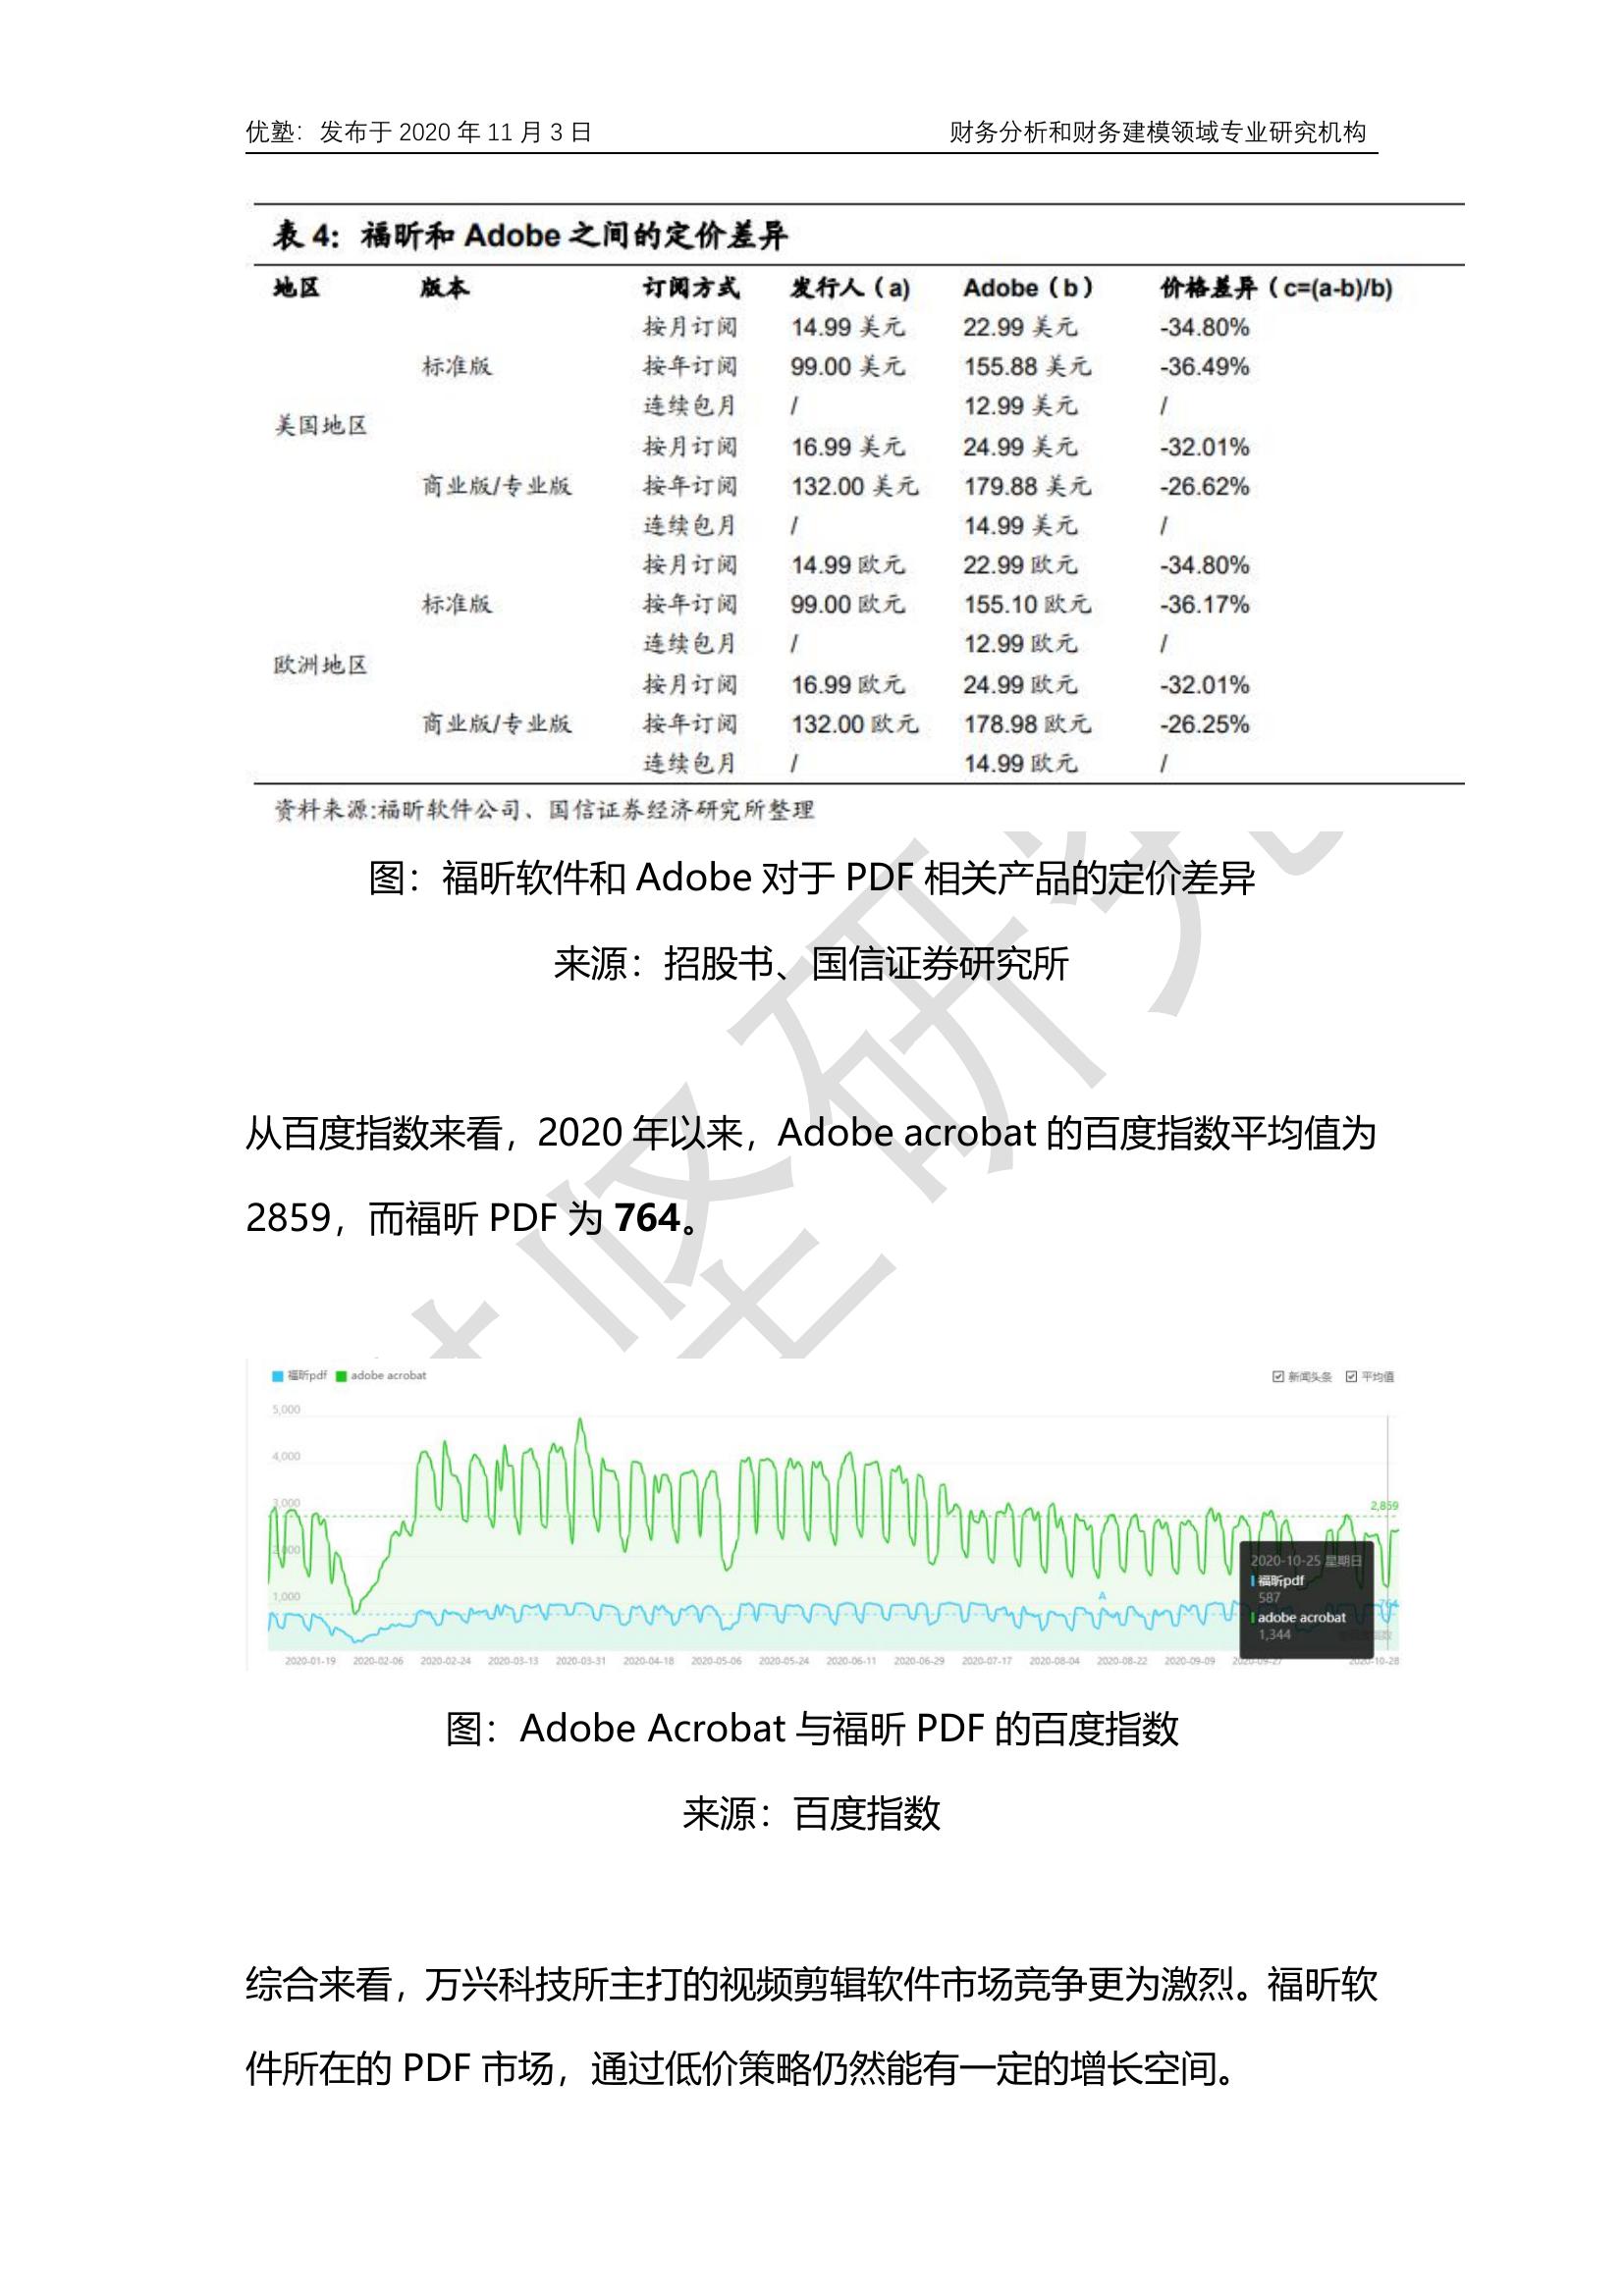 优塾：发布于 2020 年 11 月 3 日 财务分析和财务建模领域专业研究机构
表 4：福昕和 Adobe 之间的定价差异
地区 版本 订阅方式 发行人（a) Adobe（b） 价格差异（c=(a-b)/b)
按月订阅 14.99 美元 22.99 美元 -34.80%
标准版 按年订阅 99.00 美元 155.88 美元 -36.49%
连续包月 / 12.99 美元 /
美国地区
按月订阅 16.99 美元 24.99 美元 -32.01%
商业版/专业版 按年订阅 132.00 美元 179.88 美元 -26.62%
连续包月 / 14.99 美元 /
按月订阅 14.99 欧元 22.99 欧元 -34.80%
标准版 按年订阅 99.00 欧元 155.10 欧元 -36.17%
连续包月 / 12.99 欧元 /
欧洲地区
按月订阅 16.99 欧元 24.99 欧元 -32.01%
商业版/专业版 按年订阅 132.00 欧元 178.98 欧元 -26.25%
连续包月 / 14.99 欧元 /
资料来源:福昕软件公司、国信证券经济研究所整理
图：福昕软件和 Adobe 对于 PDF 相关产品的定价差异
来源：招股书、国信证券研究所
从百度指数来看，2020 年以来，Adobe acrobat 的百度指数平均值为
2859，而福昕 PDF 为 764。
福昕pdf adobe acrobat 新闻头条 平均值
5,000
4,000
3,000
2,859
2,000
2020-10-25 星期日
福昕pdf
1,000
A
587
764
adobe acrobat
1,344
2020-01-19 2020-02-06 2020-02-24 2020-03-13 2020-03-31 2020-04-18 2020-05-06 2020-05-24 2020-06-11 2020-06-29 2020-07-17 2020-08-04 2020-08-22 2020-09-09 2020-09-27 2020-10-28
图：Adobe Acrobat 与福昕 PDF 的百度指数
来源：百度指数
综合来看，万兴科技所主打的视频剪辑软件市场竞争更为激烈。福昕软
件所在的 PDF 市场，通过低价策略仍然能有一定的增长空间。